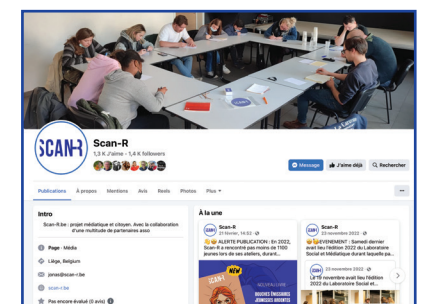 SCAN-R
Scan-R
1,3 K J'aime · 1,4 K followers
Message
J'aime déjà
Rechercher
Publications
À propos
Mentions
Avis
Reels
Photos
Plus
Intro
Scan-R.be : projet médiatique et citoyen. Avec la collaboration
d'une multitude de partenaires asso
Page · Média
Liège, Belgium
jonas@scan-r.be
scan-r.be
Pas encore évalué (0 avis)
À la une
Scan-R
21 février, 14:52
ALERTE PUBLICATION : En 2022,
Scan-R a rencontré pas moins de 1100
jeunes lors de ses ateliers, durant...
NEW
SCAN-R
BOUCHES ÉMISSAIRES
JEUNESSES ARDENTES
Scan-R
23 novembre 2022
EVENEMENT : Samedi dernier
avait lieu l'édition 2022 du Laboratoire
Social et Médiatique durant laquelle pa...
23 novembre 2022
Le 19 novembre avait lieu l'édition
2022 du Laboratoire Social et...